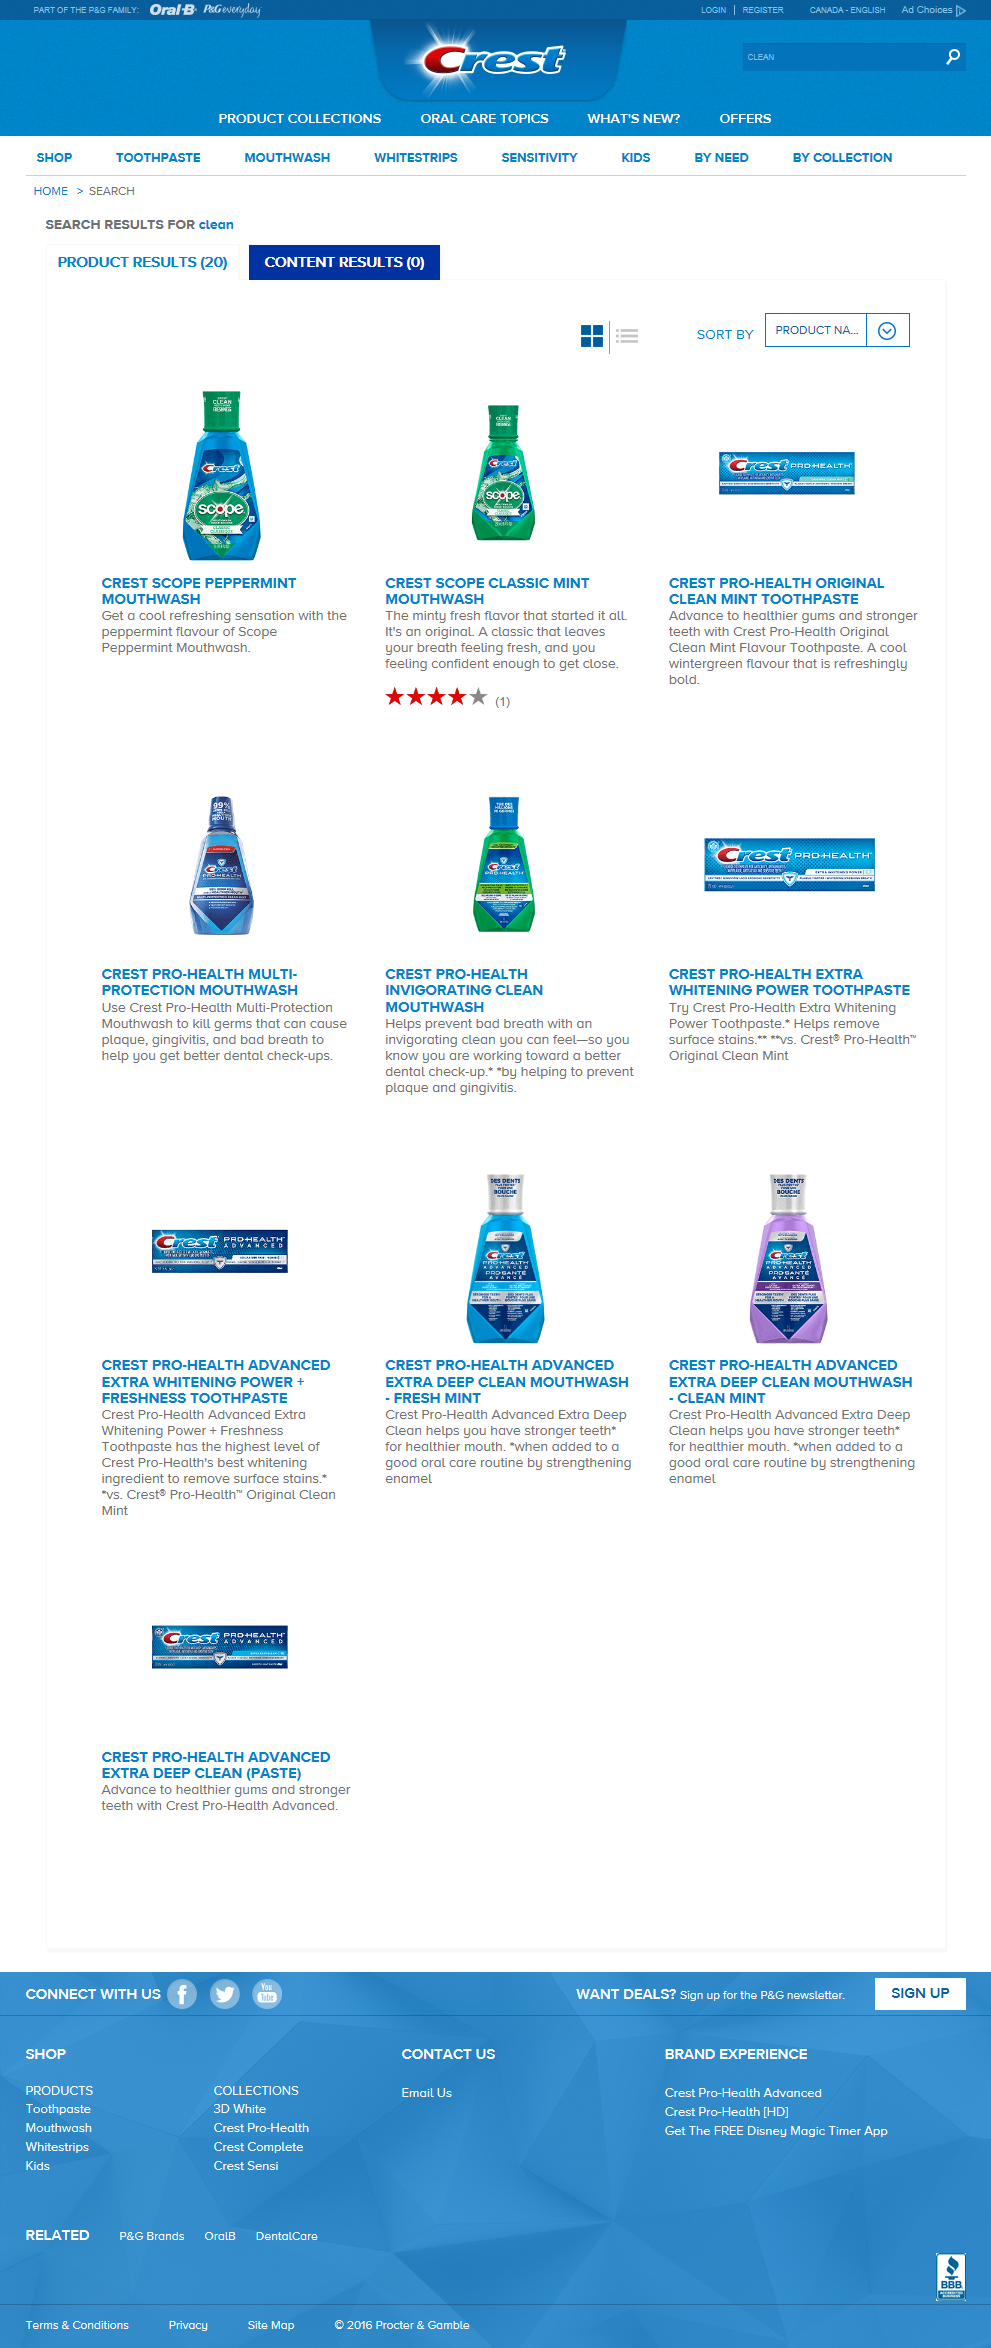 PART OF THE P&G FAMILY: Oral-B P&G everyday
LOGIN | REGISTER CANADA - ENGLISH Ad Choices
Crest
CLEAN
PRODUCT COLLECTIONS ORAL CARE TOPICS WHAT'S NEW? OFFERS
SHOP TOOTHPASTE MOUTHWASH WHITESTRIPS SENSITIVITY KIDS BY NEED BY COLLECTION
HOME > SEARCH
SEARCH RESULTS FOR clean
PRODUCT RESULTS (20) CONTENT RESULTS (0)
SORT BY PRODUCT NA...
CREST SCOPE PEPPERMINT
MOUTHWASH
Get a cool refreshing sensation with the
peppermint flavour of Scope
Peppermint Mouthwash.
CREST SCOPE CLASSIC MINT
MOUTHWASH
The minty fresh flavor that started it all.
It's an original. A classic that leaves
your breath feeling fresh, and you
feeling confident enough to get close.
(1)
CREST PRO-HEALTH ORIGINAL
CLEAN MINT TOOTHPASTE
Advance to healthier gums and stronger
teeth with Crest Pro-Health Original
Clean Mint Flavour Toothpaste. A cool
wintergreen flavour that is refreshingly
bold.
CREST PRO-HEALTH MULTI-
PROTECTION MOUTHWASH
Use Crest Pro-Health Multi-Protection
Mouthwash to kill germs that can cause
plaque, gingivitis, and bad breath to
help you get better dental check-ups.
CREST PRO-HEALTH
INVIGORATING CLEAN
MOUTHWASH
Helps prevent bad breath with an
invigorating clean you can feel—so you
know you are working toward a better
dental check-up.* *by helping to prevent
plaque and gingivitis.
CREST PRO-HEALTH EXTRA
WHITENING POWER TOOTHPASTE
Try Crest Pro-Health Extra Whitening
Power Toothpaste.* Helps remove
surface stains.** **vs. Crest® Pro-Health™
Original Clean Mint
CREST PRO-HEALTH ADVANCED
EXTRA WHITENING POWER +
FRESHNESS TOOTHPASTE
Crest Pro-Health Advanced Extra
Whitening Power + Freshness
Toothpaste has the highest level of
Crest Pro-Health's best whitening
ingredient to remove surface stains.*
*vs. Crest® Pro-Health™ Original Clean
Mint
CREST PRO-HEALTH ADVANCED
EXTRA DEEP CLEAN MOUTHWASH
- FRESH MINT
Crest Pro-Health Advanced Extra Deep
Clean helps you have stronger teeth*
for healthier mouth. *when added to a
good oral care routine by strengthening
enamel
CREST PRO-HEALTH ADVANCED
EXTRA DEEP CLEAN MOUTHWASH
- CLEAN MINT
Crest Pro-Health Advanced Extra Deep
Clean helps you have stronger teeth*
for healthier mouth. *when added to a
good oral care routine by strengthening
enamel
CREST PRO-HEALTH ADVANCED
EXTRA DEEP CLEAN (PASTE)
Advance to healthier gums and stronger
teeth with Crest Pro-Health Advanced.
CONNECT WITH US
You Tube
WANT DEALS? Sign up for the P&G newsletter. SIGN UP
SHOP
PRODUCTS
Toothpaste
Mouthwash
Whitestrips
Kids
COLLECTIONS
3D White
Crest Pro-Health
Crest Complete
Crest Sensi
CONTACT US
Email Us
BRAND EXPERIENCE
Crest Pro-Health Advanced
Crest Pro-Health [HD]
Get The FREE Disney Magic Timer App
RELATED P&G Brands OralB DentalCare
BBB
Terms & Conditions Privacy Site Map © 2016 Procter & Gamble